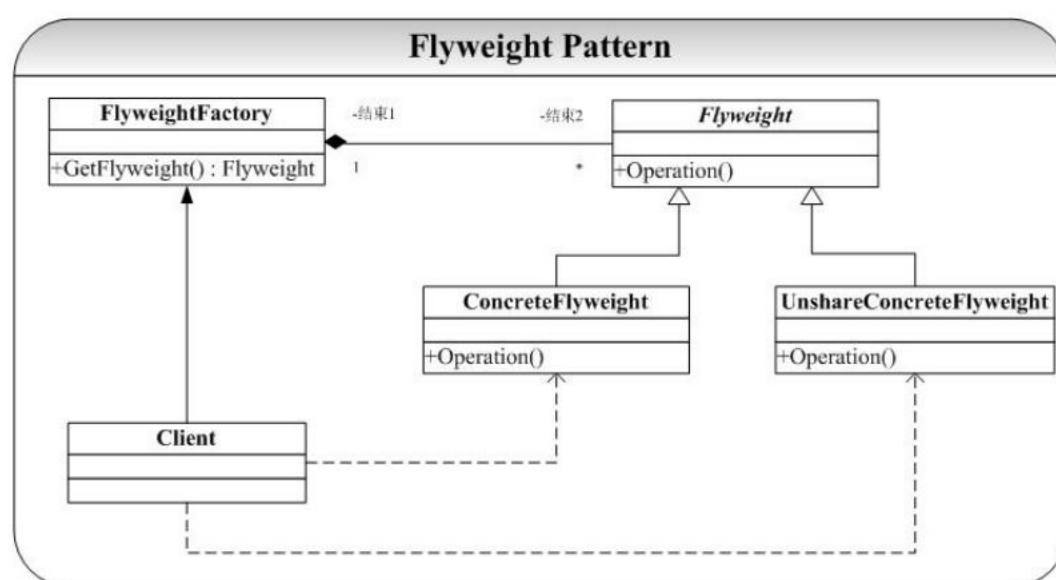 Flyweight Pattern
FlyweightFactory
+GetFlyweight() : Flyweight
-结束1
-结束2
1
*
Flyweight
+Operation()
ConcreteFlyweight
+Operation()
UnshareConcreteFlyweight
+Operation()
Client